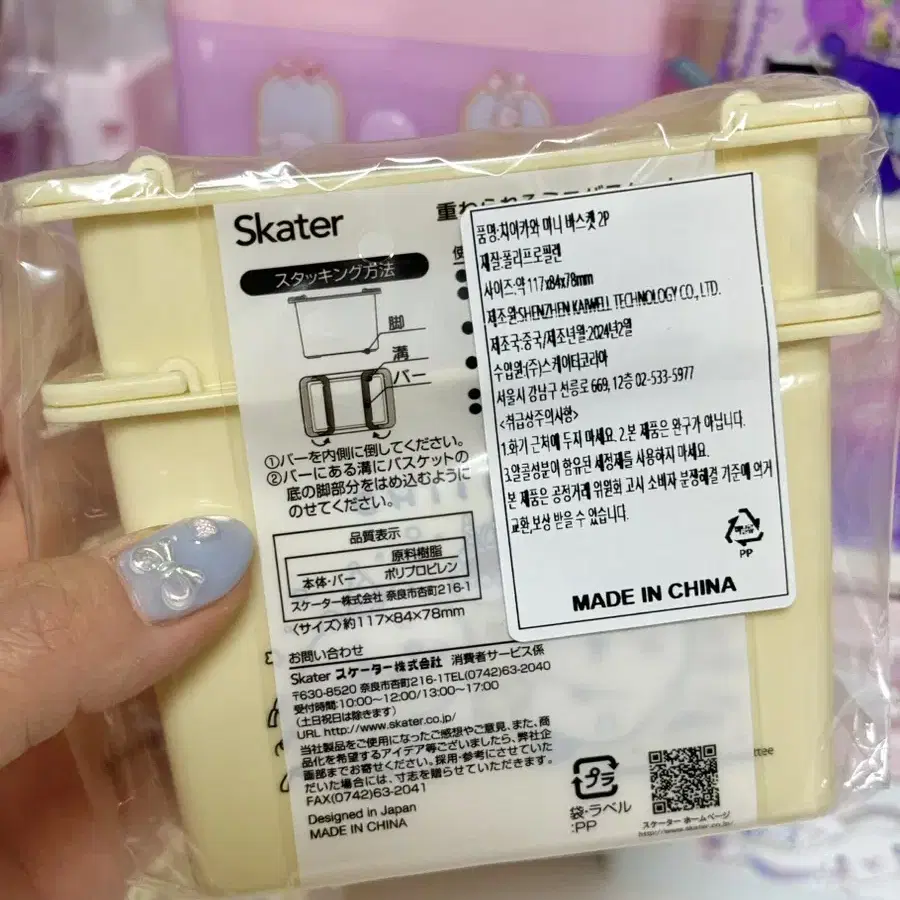 Skater
重ねられるミニバスケット
スタッキング方法
脚
溝
バー
①バーを内側に倒してください。
②バーにある溝にバスケットの
底の脚部分をはめ込むように
のせてください。
品質表示
原料樹脂
本体・バー ポリプロピレン
スケーター株式会社 奈良市杏町216-1
〈サイズ〉約117×84×78mm
お問い合わせ
Skater スケーター株式会社 消費者サービス係
〒630-8520 奈良市杏町216-1TEL(0742)63-2040
受付時間:10:00~12:00/13:00~17:00
(土日祝日は除きます)
URL http://www.skater.co.jp/
当社製品をご使用になったご感想やご意見、また、商
品化を希望するアイデア等ございましたら、弊社企
画部までお寄せください。採用・参考にさせていた
だいた場合には、寸志を贈らせていただきます。
FAX(0742)63-2041
Designed in Japan
MADE IN CHINA
プラ
袋・ラベル
:PP
スケーター ホームページ
http://www.skater.co.jp/
品명:치이카와 미니 바스켓 2P
재질:폴리프로필렌
사이즈:약 117x84x78mm
제조원:SHENZHEN KAIWELL TECHNOLOGY CO., LTD.
제조국:중국/제조년월:2024년2월
수입원:(주)스케이터코리아
서울시 강남구 선릉로 669, 12층 02-533-5977
<취급상주의사항>
1.화기 근처에 두지 마세요. 2.본 제품은 완구가 아닙니다.
3.알콜성분이 함유된 세정제를 사용하지 마세요.
본 제품은 공정거래 위원회 고시 소비자 분쟁해결 기준에 의거
교환,보상 받을 수 있습니다.
PP
MADE IN CHINA